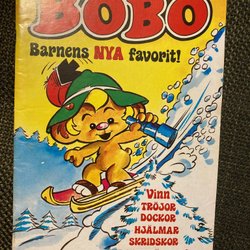 BOBO
Barnens NYA favorit!
Vinn
TRÖJOR
DOCKOR
HJÄLMAR
SKRIDSKOR